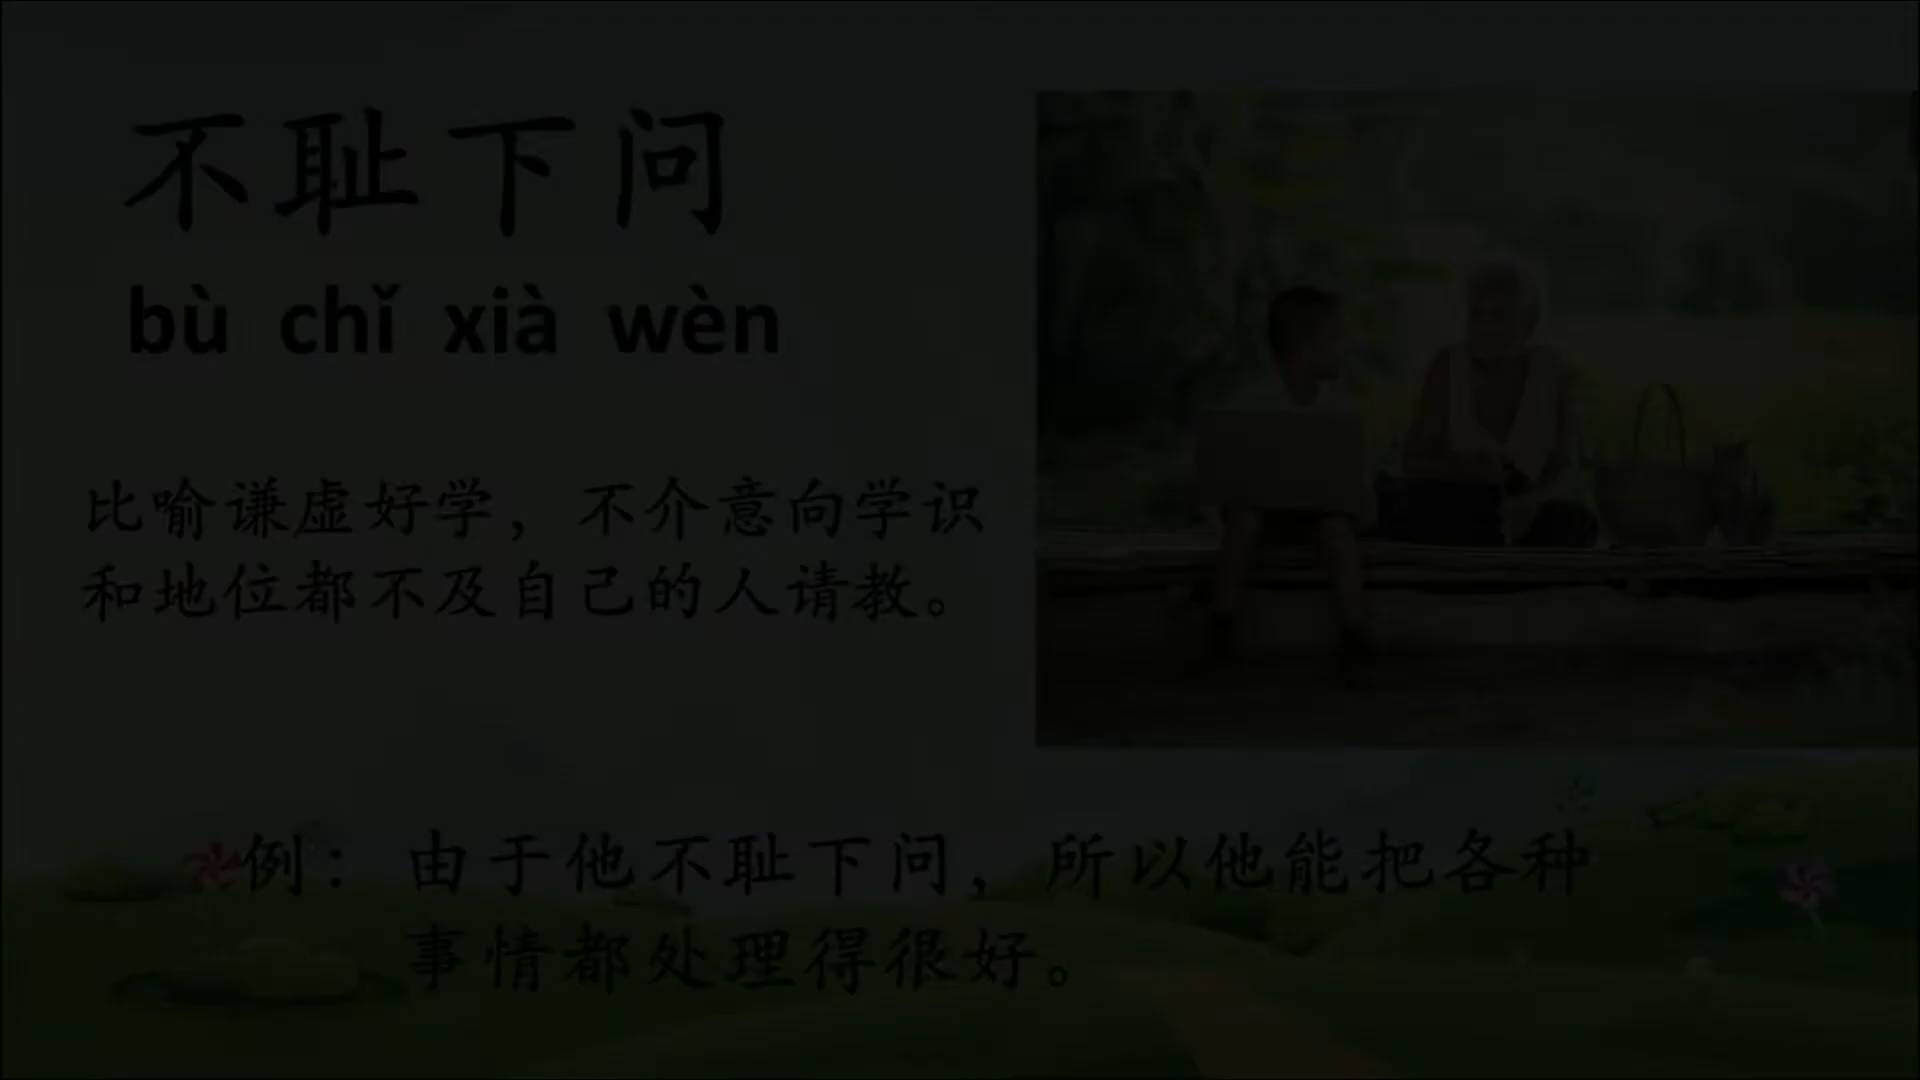 不耻下问
bù chǐ xià wèn
比喻谦虚好学，不介意向学识
和地位都不及自己的人请教。
例：由于他不耻下问，所以他能把各种
事情都处理得很好。